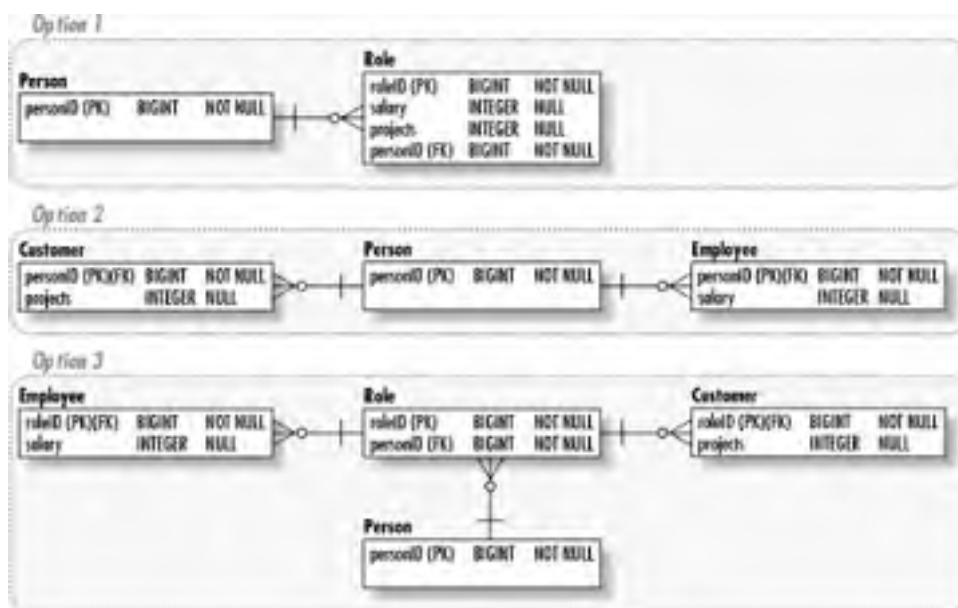 Option 1
Person
personID (PK) BIGINT NOT NULL
Role
roleID (PK) BIGINT NOT NULL
salary INTEGER NULL
projects INTEGER NULL
personID (FK) BIGINT NOT NULL
Option 2
Customer
personID (PK)(FK) BIGINT NOT NULL
projects INTEGER NULL
Person
personID (PK) BIGINT NOT NULL
Employee
personID (PK)(FK) BIGINT NOT NULL
salary INTEGER NULL
Option 3
Employee
roleID (PK)(FK) BIGINT NOT NULL
salary INTEGER NULL
Role
roleID (PK) BIGINT NOT NULL
personID (FK) BIGINT NOT NULL
Customer
roleID (PK)(FK) BIGINT NOT NULL
projects INTEGER NULL
Person
personID (PK) BIGINT NOT NULL